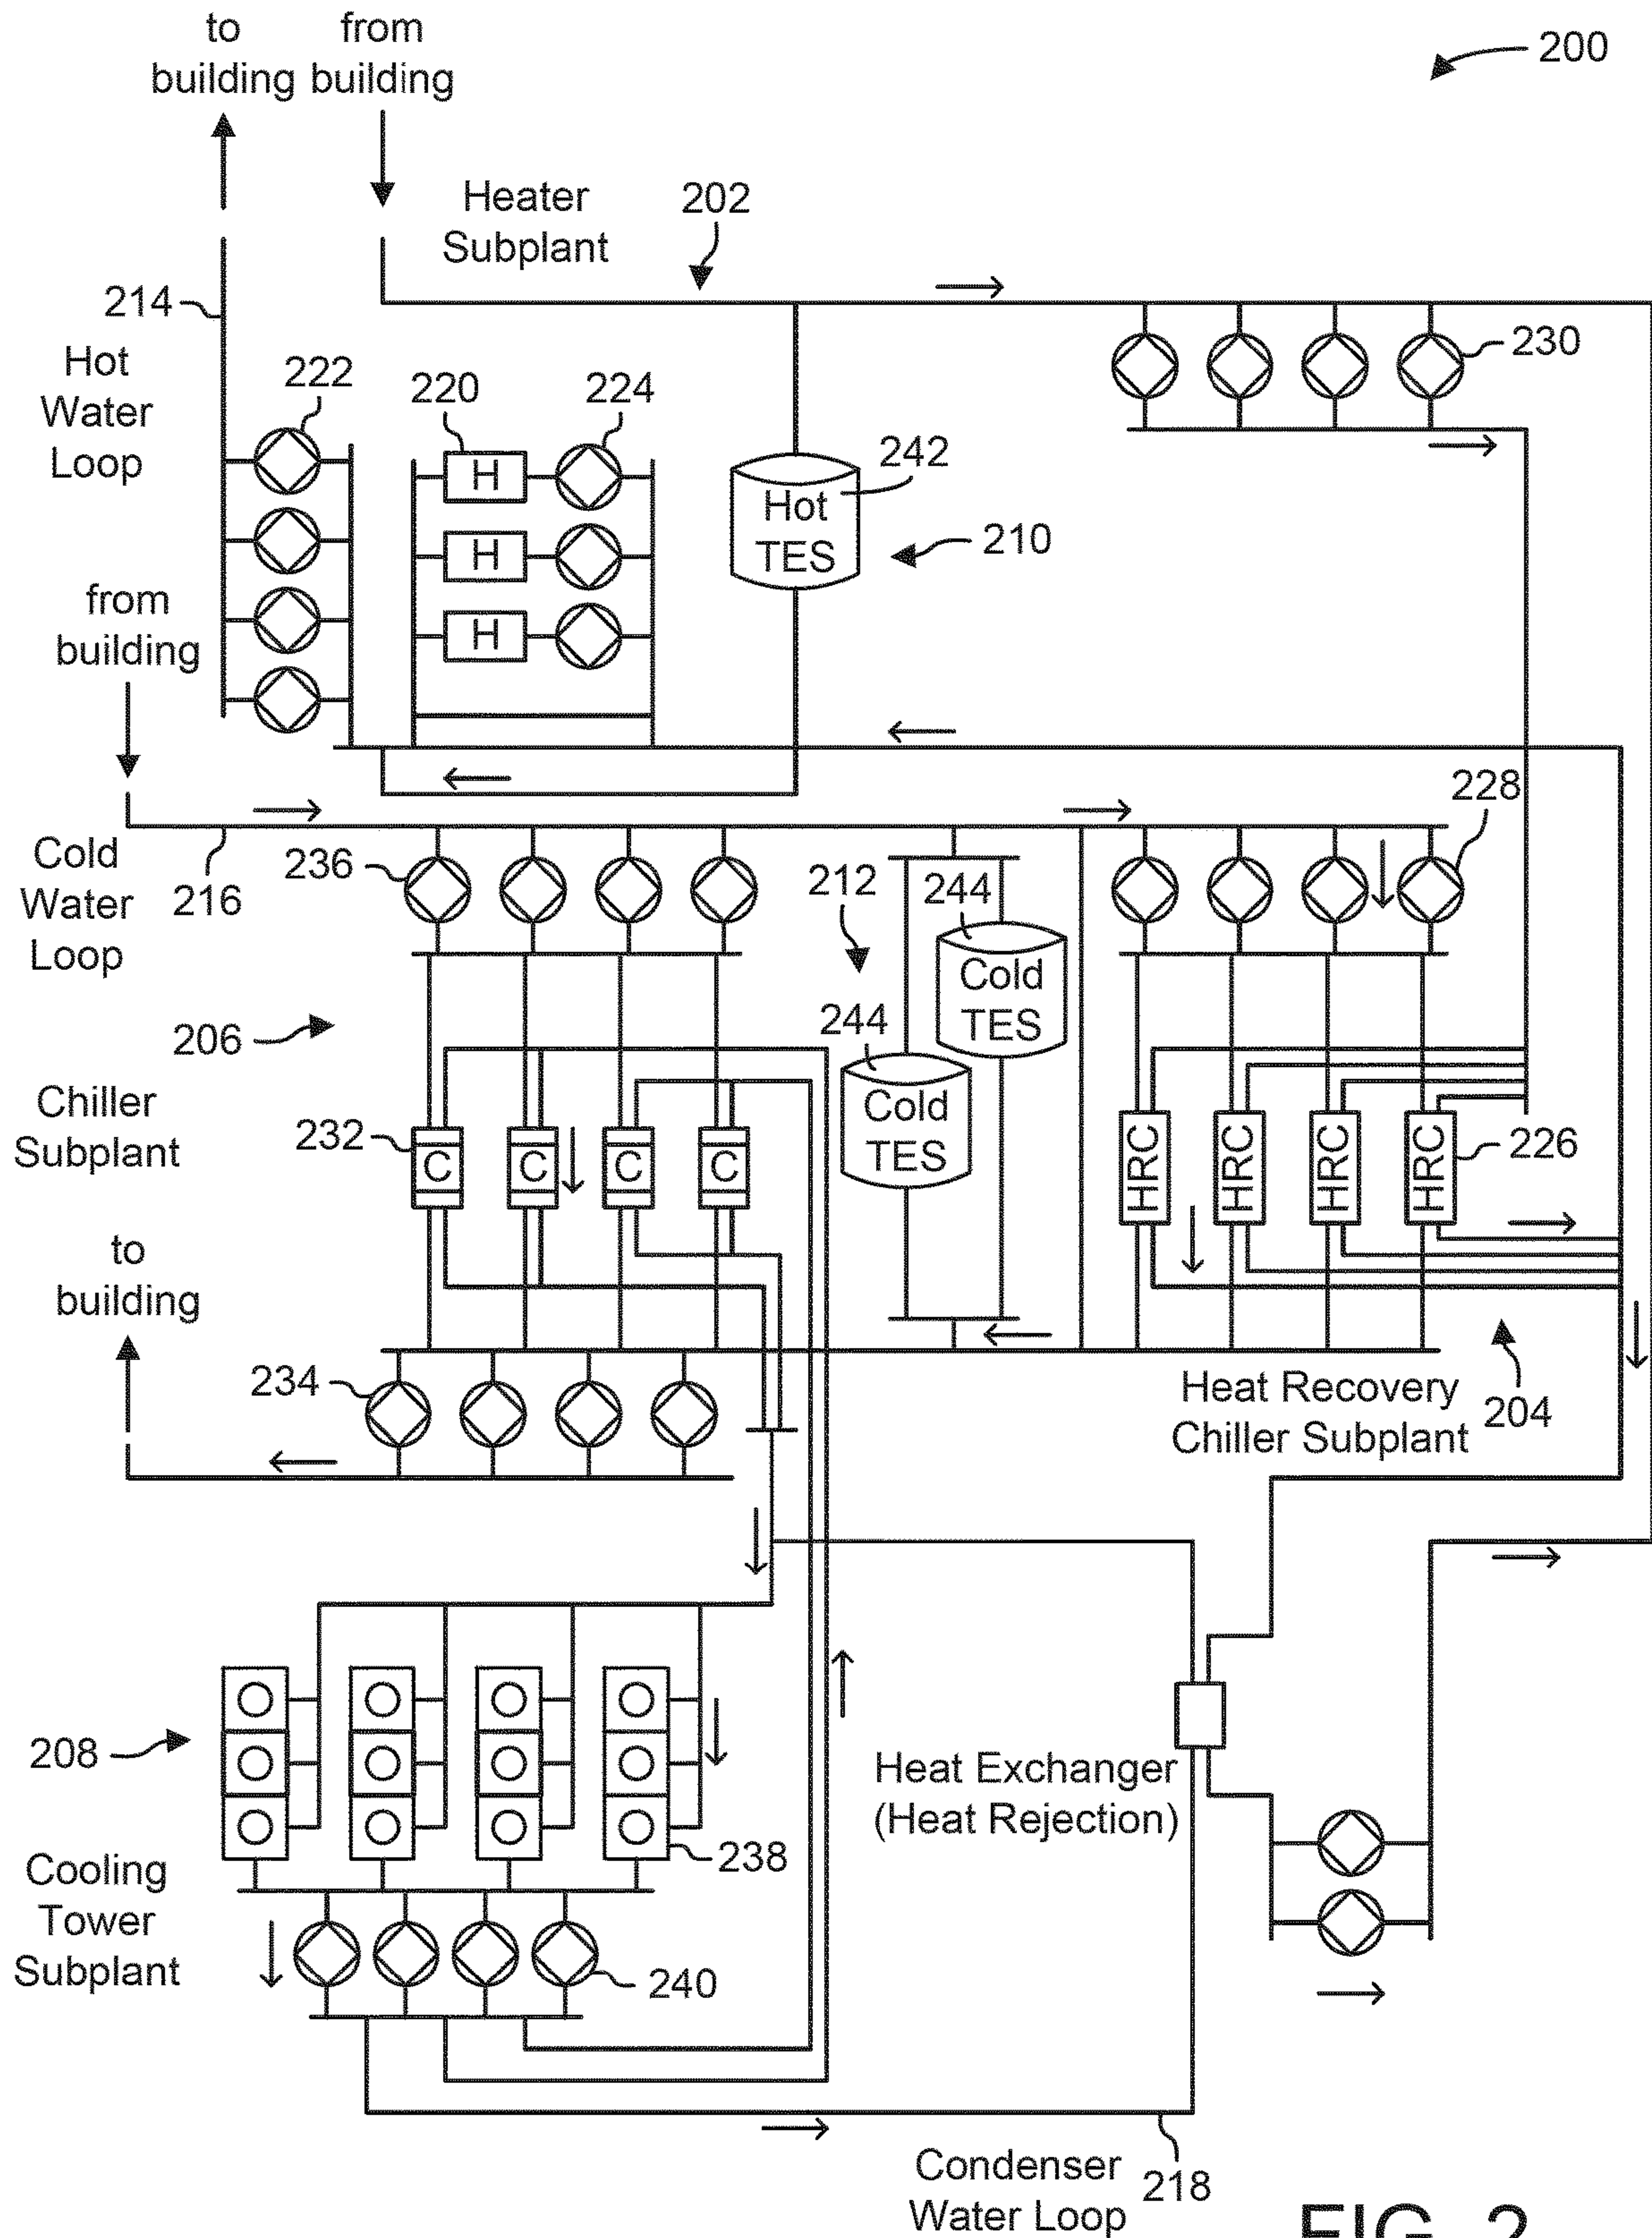 to
building
from
building
200
Heater
Subplant
202
214
Hot
Water
Loop
222
220
224
230
H
H
H
Hot
TES
242
210
from
building
228
Cold
Water
Loop
216
236
212
244
Cold
TES
244
Cold
TES
206
Chiller
Subplant
232
C
C
C
C
HRC
HRC
HRC
HRC
226
to
building
234
Heat Recovery
Chiller Subplant
204
208
Heat Exchanger
(Heat Rejection)
238
Cooling
Tower
Subplant
240
Condenser
Water Loop
218
FIG. 2